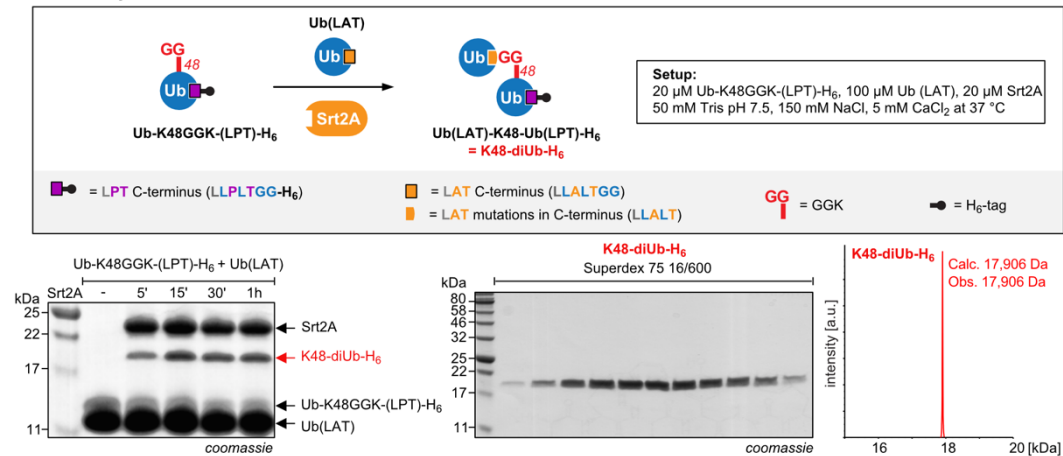 Ub(LAT)
GG
48
Ub
Ub
Srt2A
Ub-K48GGK-(LPT)-H6
Ub
GG
48
Ub
Ub(LAT)-K48-Ub(LPT)-H6
= K48-diUb-H6
Setup:
20 µM Ub-K48GGK-(LPT)-H6, 100 µM Ub (LAT), 20 µM Srt2A
50 mM Tris pH 7.5, 150 mM NaCl, 5 mM CaCl2 at 37 °C
= LPT C-terminus (LLPLTGG-H6)
= LAT C-terminus (LLALTGG)
= LAT mutations in C-terminus (LLALT)
GG
= GGK
= H6-tag
Ub-K48GGK-(LPT)-H6 + Ub(LAT)
kDa
Srt2A - 5' 15' 30' 1h
25
22
17
11
Srt2A
K48-diUb-H6
Ub-K48GGK-(LPT)-H6
Ub(LAT)
coomassie
K48-diUb-H6
Superdex 75 16/600
kDa
80
58
46
32
25
22
17
11
coomassie
K48-diUb-H6
Calc. 17,906 Da
Obs. 17,906 Da
intensity [a.u.]
16 18 20 [kDa]